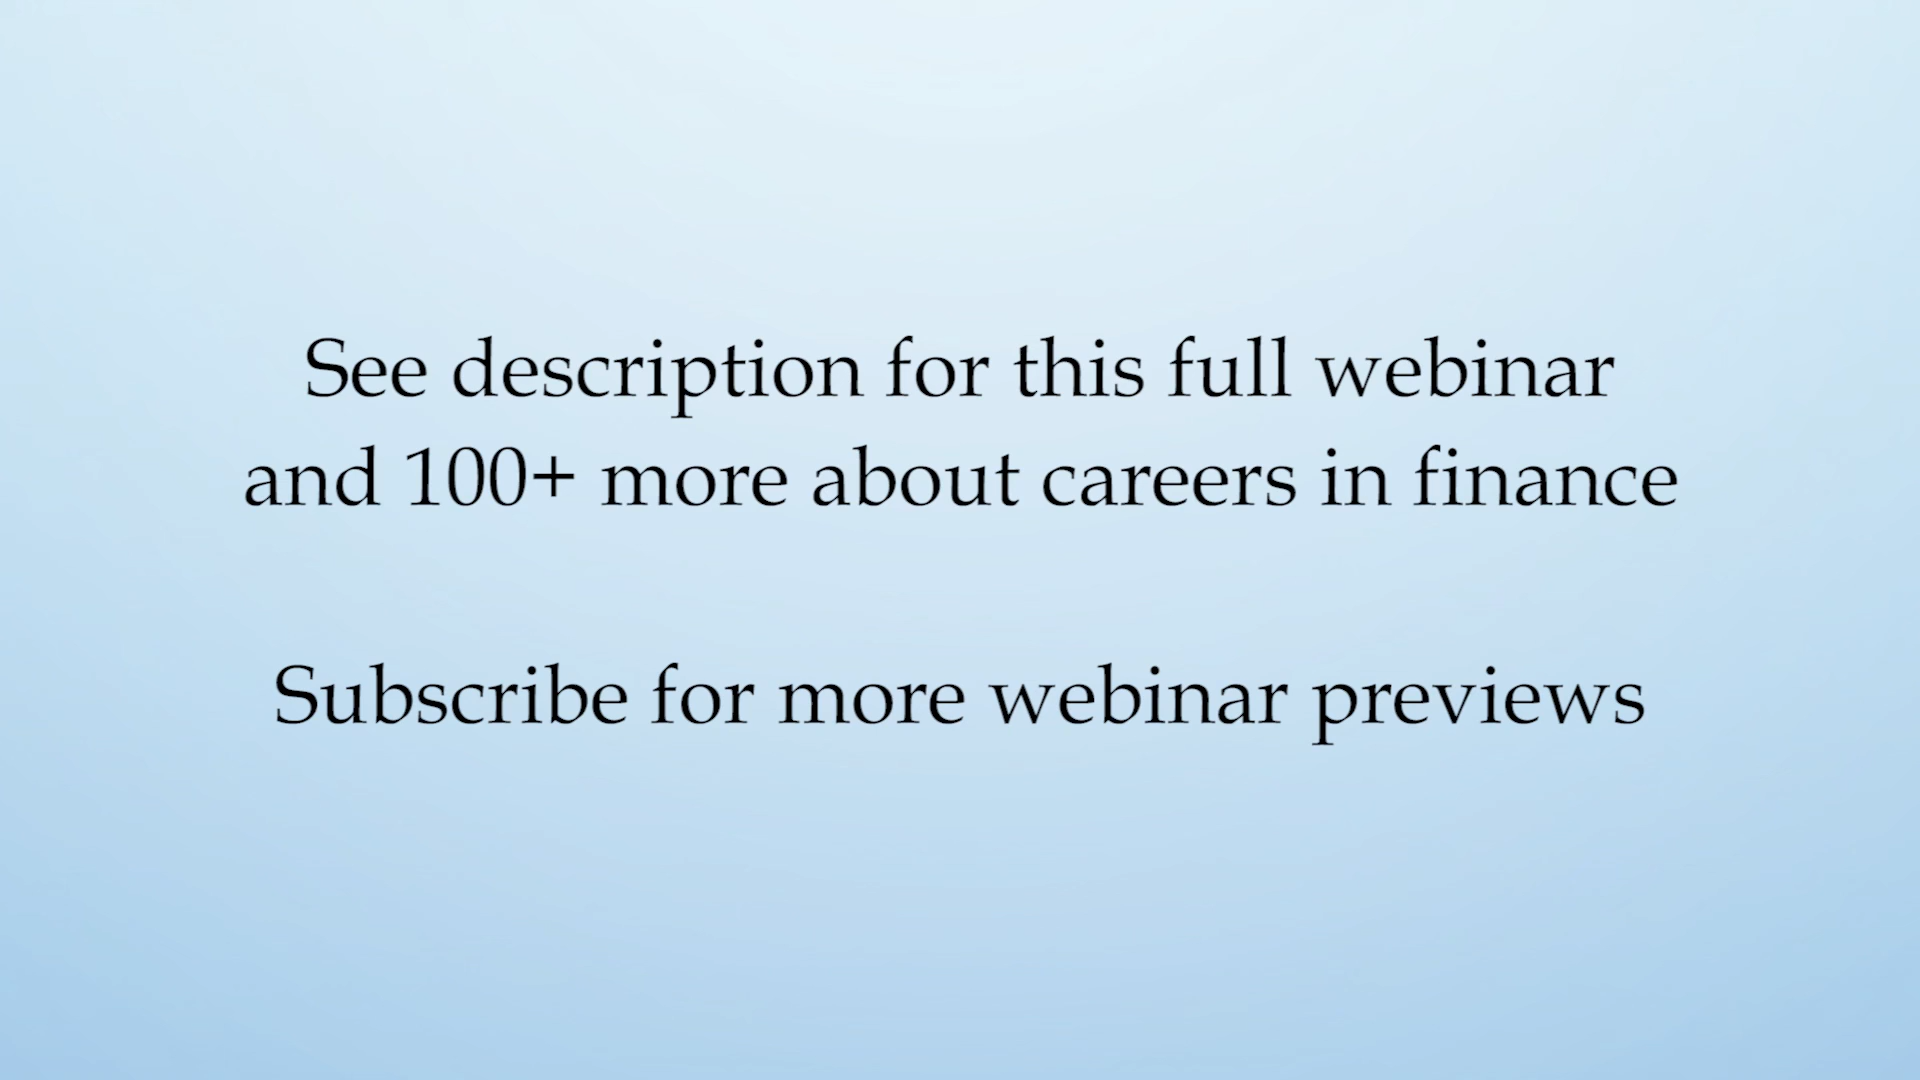 See description for this full webinar
and 100+ more about careers in finance
Subscribe for more webinar previews